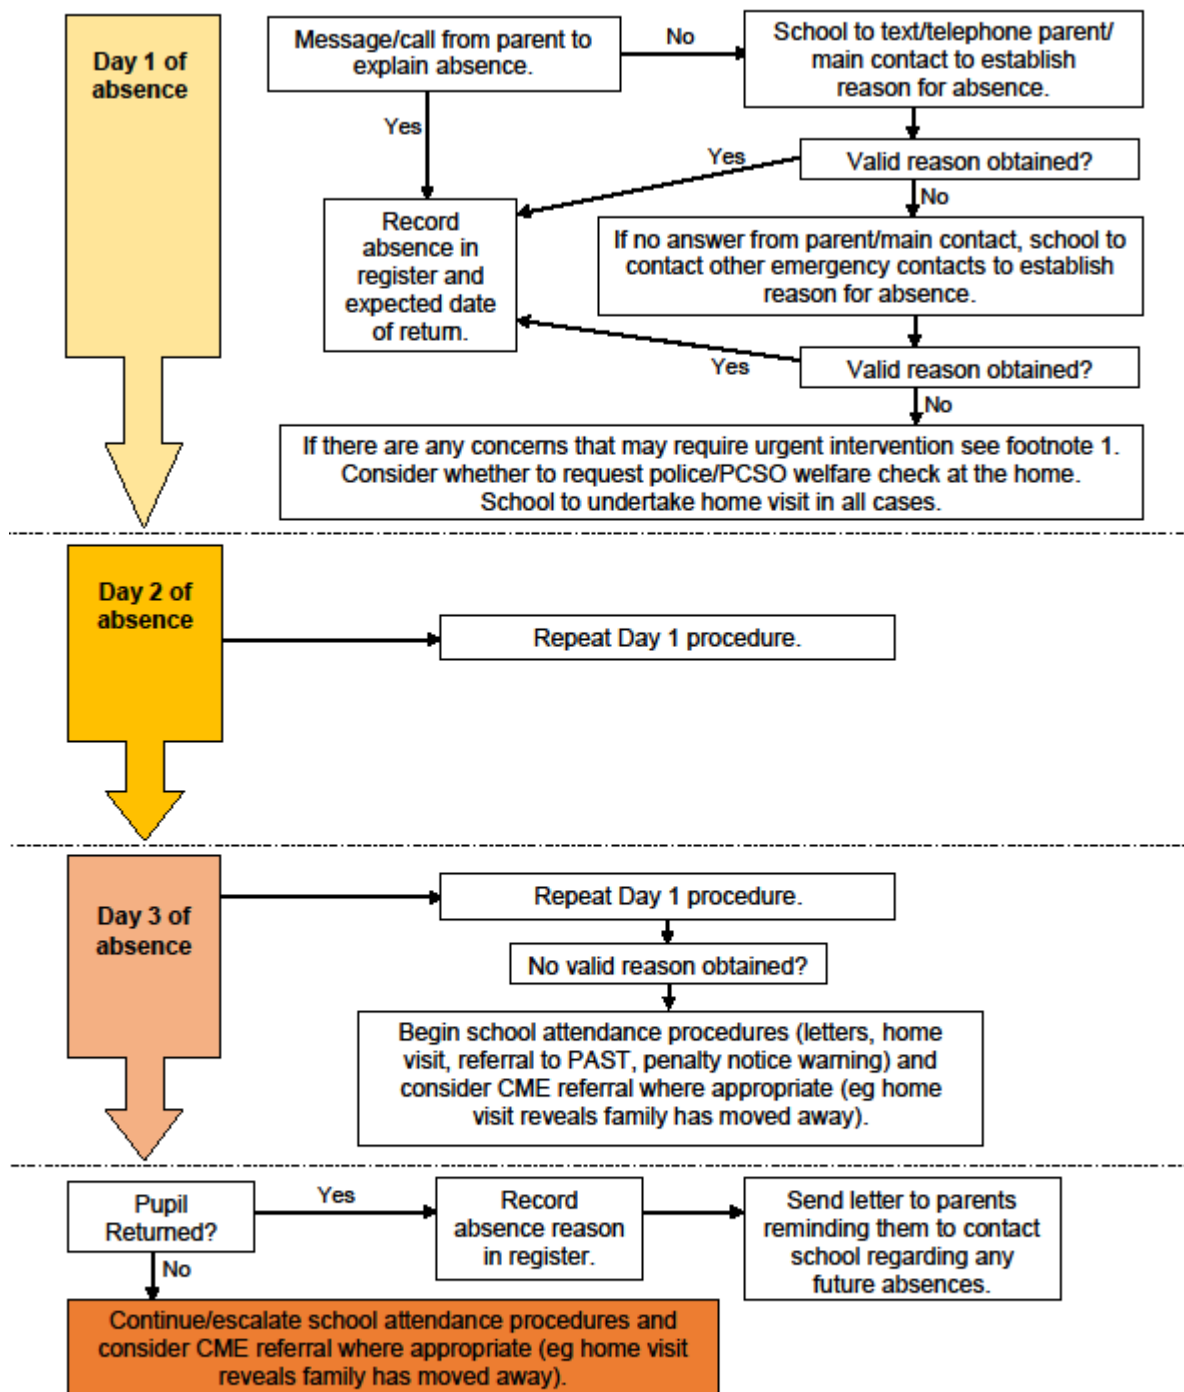 Day 1 of
absence
Message/call from parent to
explain absence.
No
School to text/telephone parent/
main contact to establish
reason for absence.
Yes
Yes
Valid reason obtained?
No
Record
absence in
register and
expected date
of return.
If no answer from parent/main contact, school to
contact other emergency contacts to establish
reason for absence.
Yes
Valid reason obtained?
No
If there are any concerns that may require urgent intervention see footnote 1.
Consider whether to request police/PCSO welfare check at the home.
School to undertake home visit in all cases.
Day 2 of
absence
Repeat Day 1 procedure.
Day 3 of
absence
Repeat Day 1 procedure.
No valid reason obtained?
Begin school attendance procedures (letters, home
visit, referral to PAST, penalty notice warning) and
consider CME referral where appropriate (eg home
visit reveals family has moved away).
Pupil
Returned?
Yes
Record
absence reason
in register.
Send letter to parents
reminding them to contact
school regarding any
future absences.
No
Continue/escalate school attendance procedures and
consider CME referral where appropriate (eg home visit
reveals family has moved away).